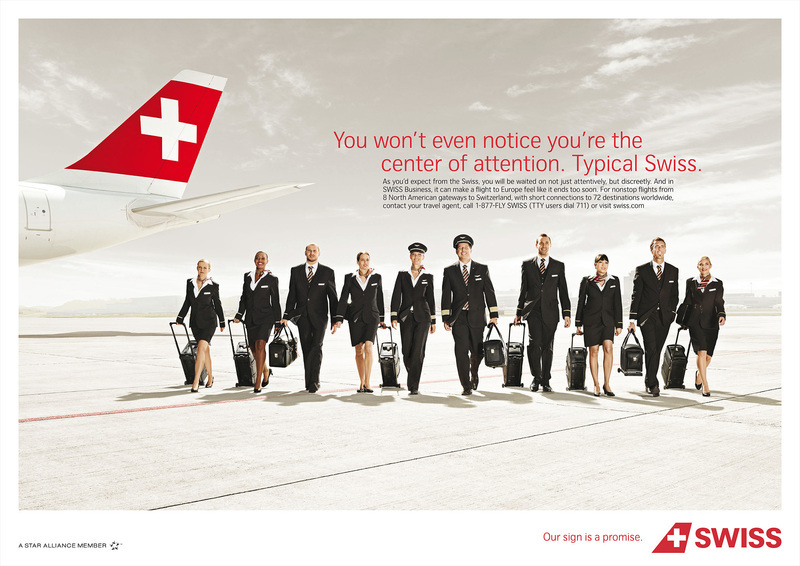 You won't even notice you're the
center of attention. Typical Swiss.
As you'd expect from the Swiss, you will be waited on not just attentively, but discreetly. And in
SWISS Business, it can make a flight to Europe feel like it ends too soon. For nonstop flights from
8 North American gateways to Switzerland, with short connections to 72 destinations worldwide,
contact your travel agent, call 1-877-FLY SWISS (TTY users dial 711) or visit swiss.com
Our sign is a promise.
SWISS
A STAR ALLIANCE MEMBER